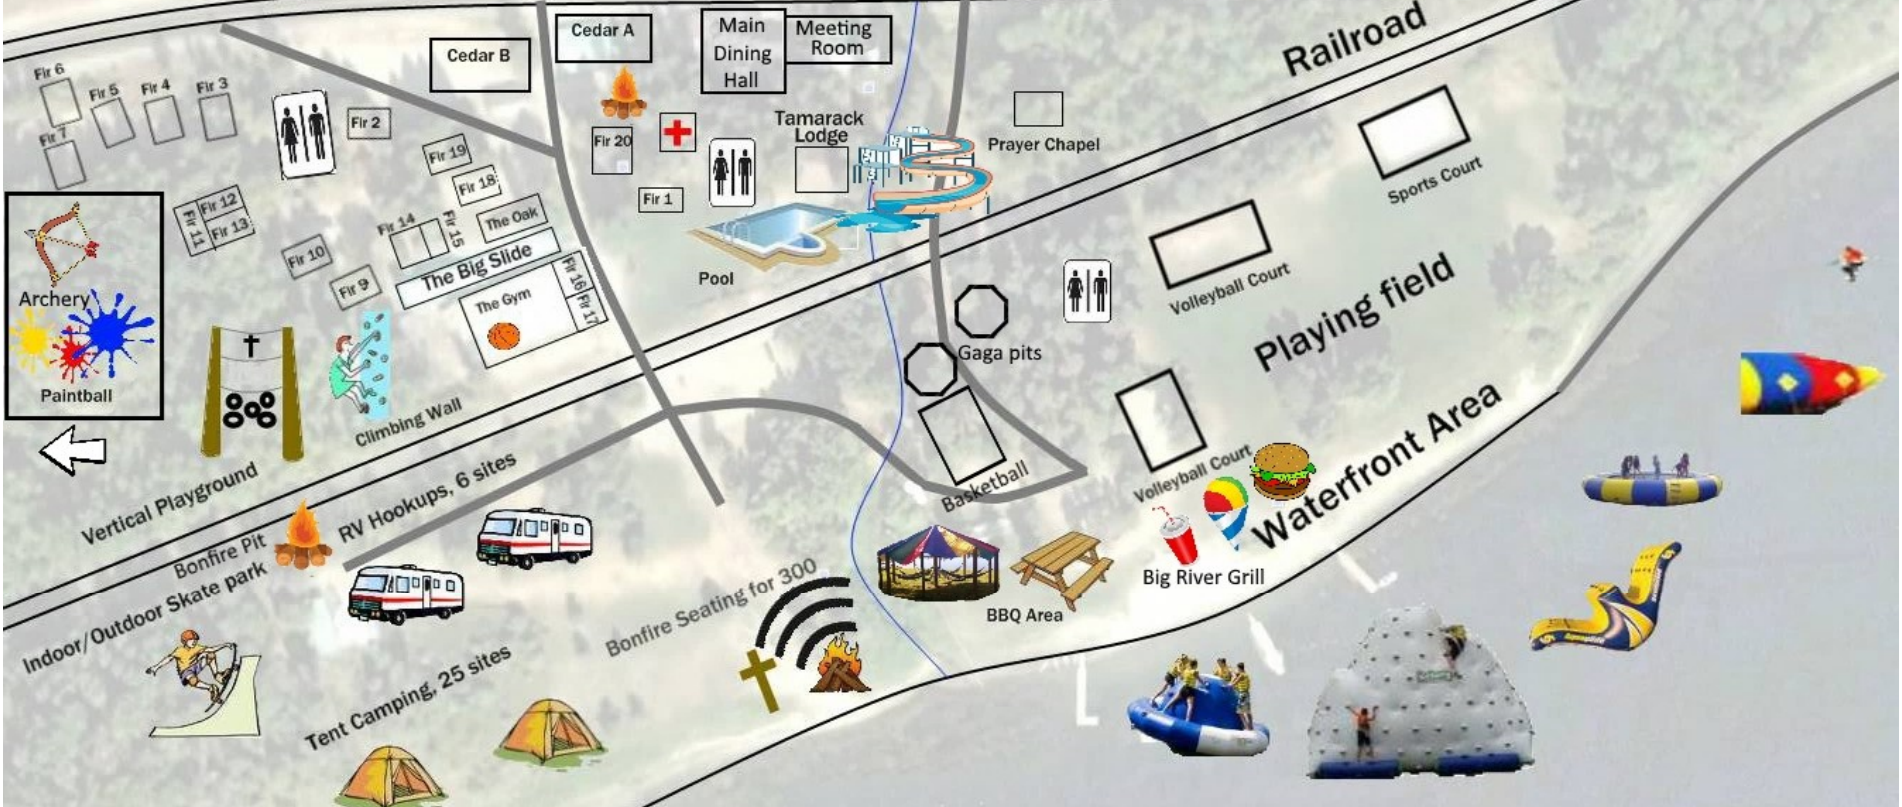 Cedar A
Main
Dining
Hall
Meeting
Room
Railroad
Cedar B
Fir 6
Fir 5
Fir 4
Fir 3
Fir 7
Fir 2
Fir 20
Tamarack
Lodge
Prayer Chapel
Sports Court
Fir 19
Fir 18
Fir 1
Fir 11
Fir 12
Fir 13
Fir 14
Fir 15
The Oak
Fir 10
The Big Slide
Pool
Fir 9
The Gym
Fir 16
Fir 17
Volleyball Court
Playing field
Archery
Paintball
Gaga pits
Climbing Wall
Vertical Playground
Basketball
Volleyball Court
Waterfront Area
RV Hookups, 6 sites
Bonfire Pit
Indoor/Outdoor Skate park
Bonfire Seating for 300
BBQ Area
Big River Grill
Tent Camping, 25 sites